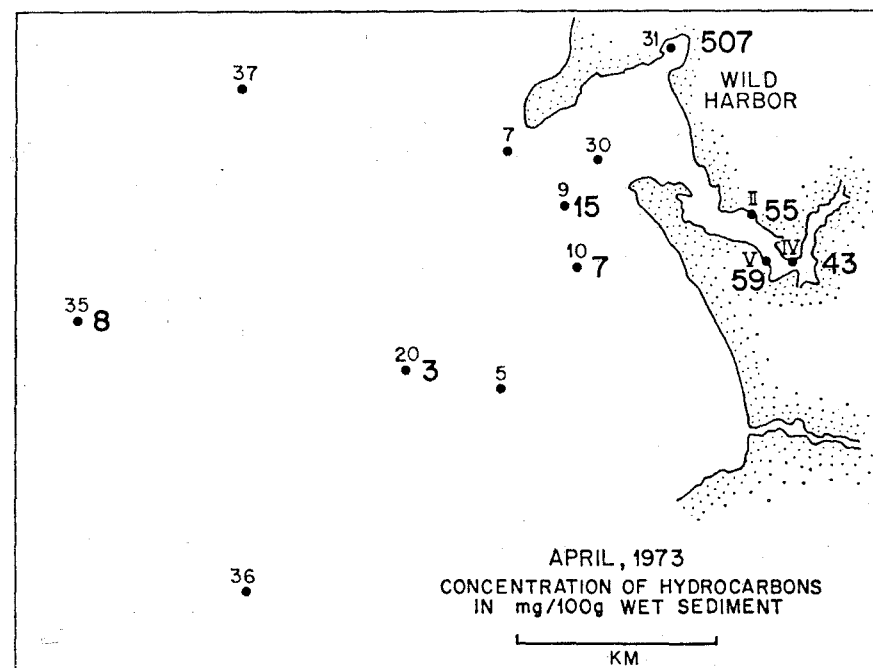 31 507
37
WILD
HARBOR
7
30
9 15
II 55
10 7
IV
V
59
43
35 8
20 3
5
36
APRIL, 1973
CONCENTRATION OF HYDROCARBONS
IN mg/100g WET SEDIMENT
KM